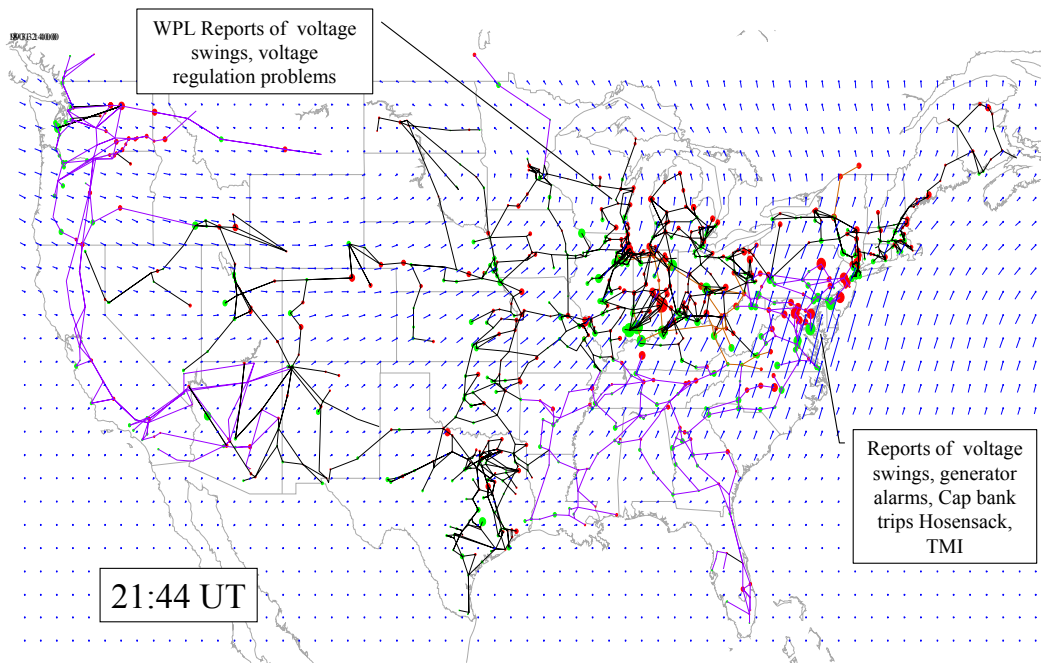 WPL Reports of voltage
swings, voltage
regulation problems
Reports of voltage
swings, generator
alarms, Cap bank
trips Hosensack,
TMI
21:44 UT